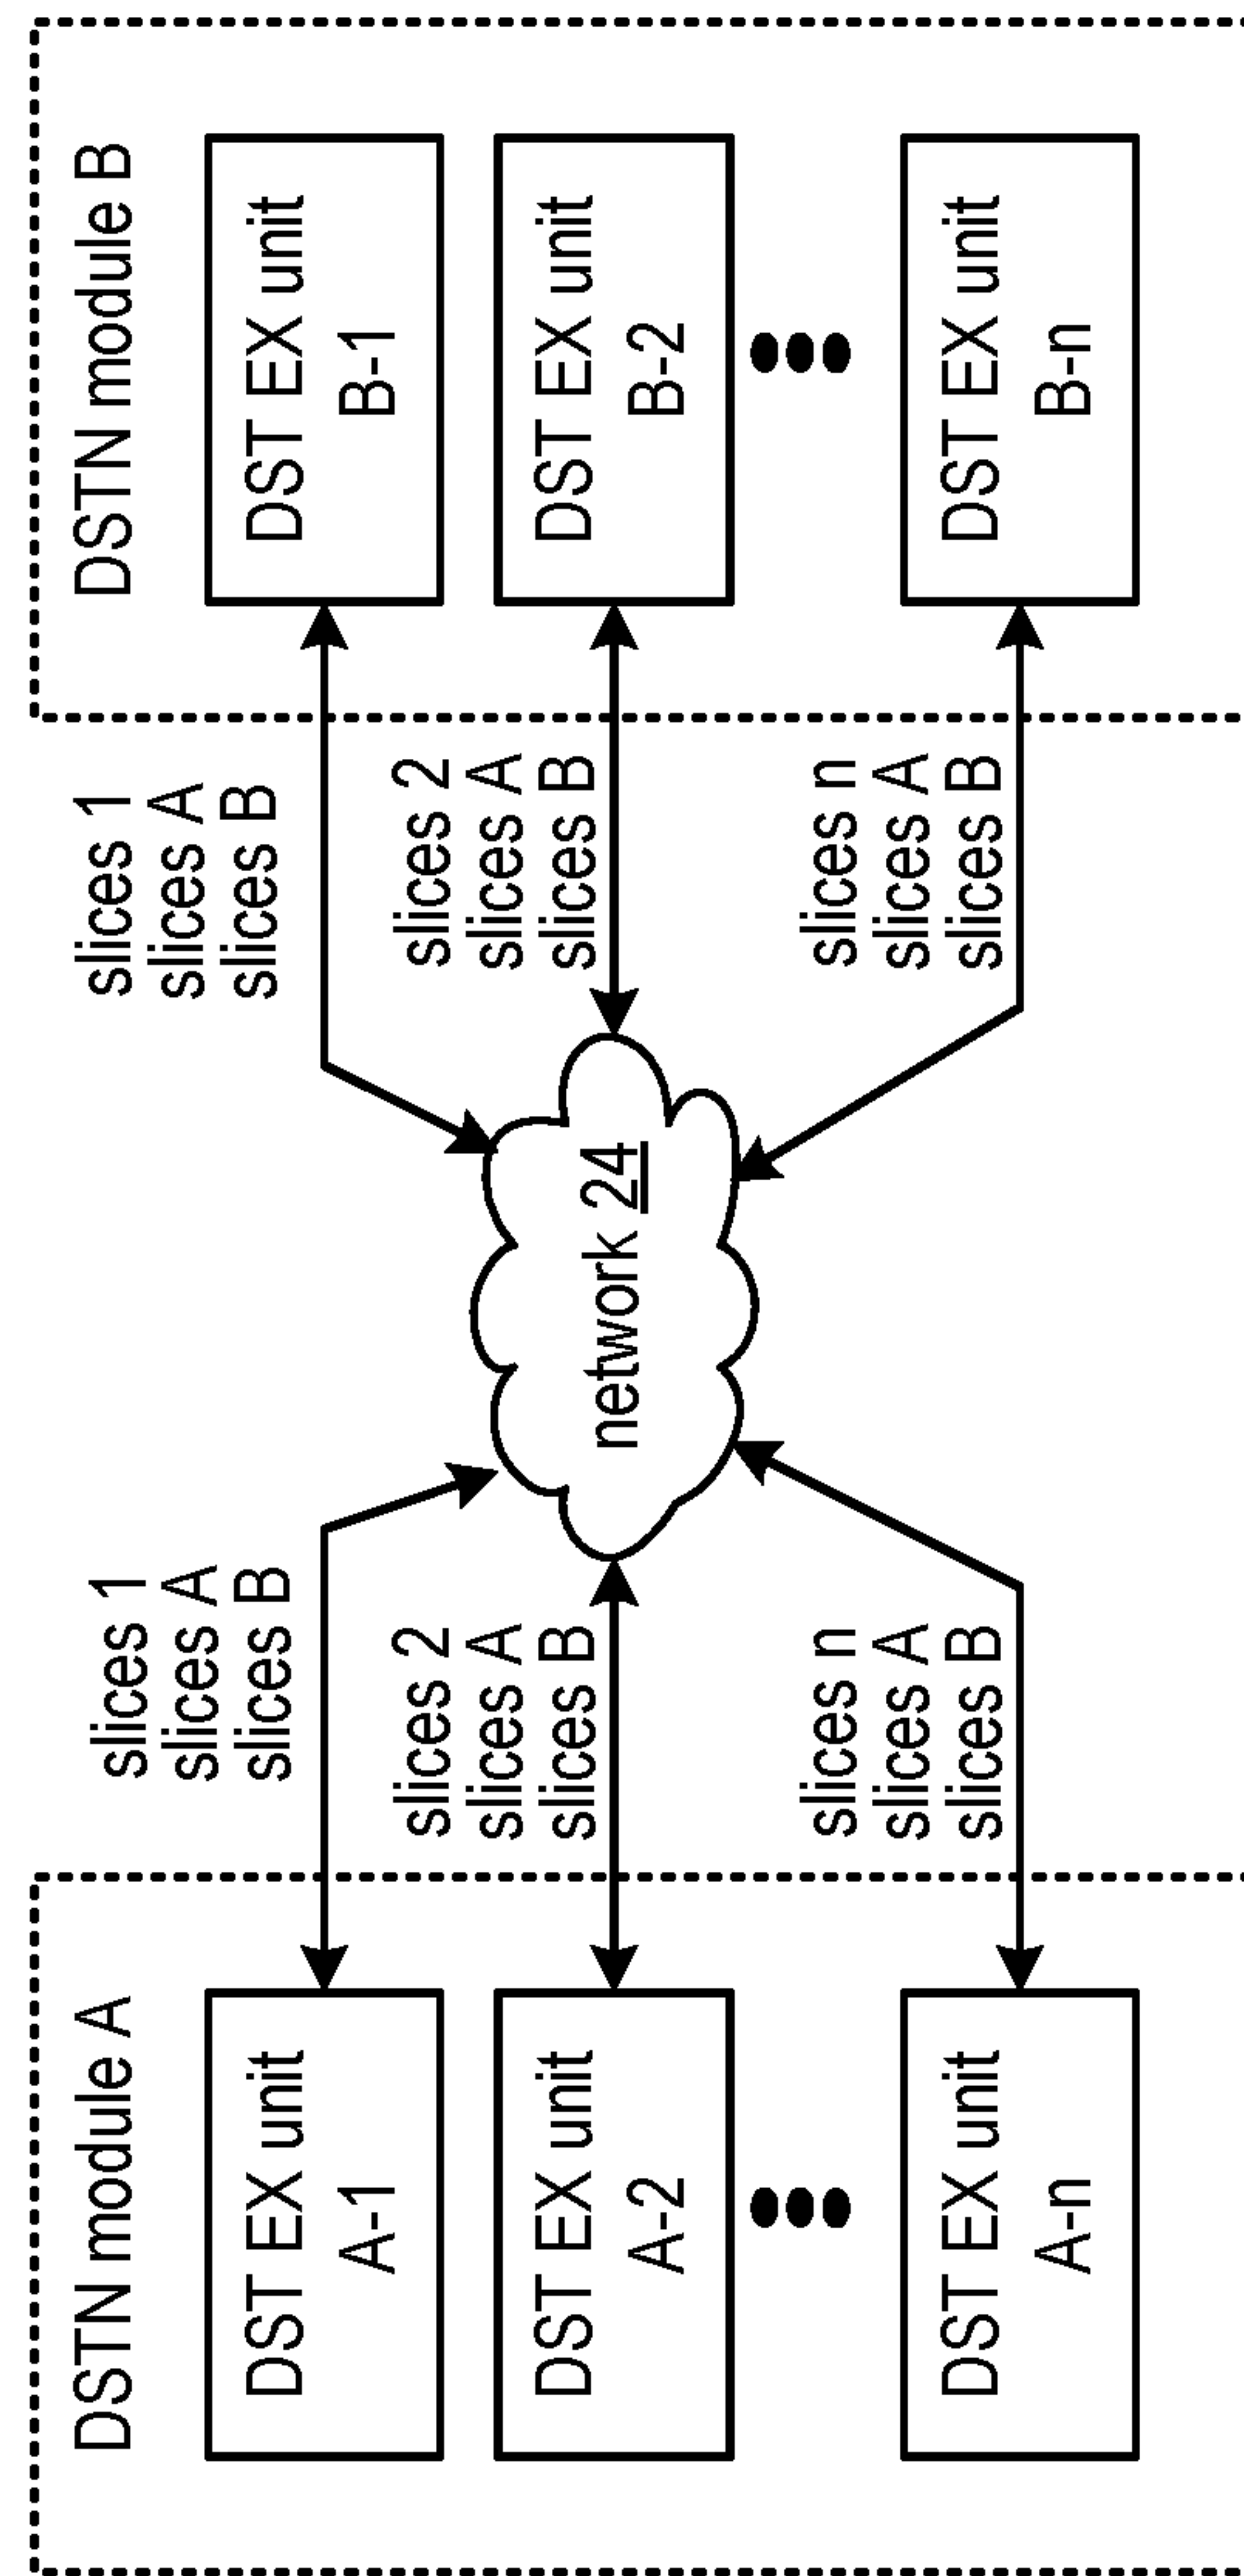 DSTN module A
DST EX unit
A-1
DST EX unit
A-2
DST EX unit
A-n
slices 1
slices A
slices B
slices 2
slices A
slices B
slices n
slices A
slices B
network 24
slices 1
slices A
slices B
slices 2
slices A
slices B
slices n
slices A
slices B
DSTN module B
DST EX unit
B-1
DST EX unit
B-2
DST EX unit
B-n